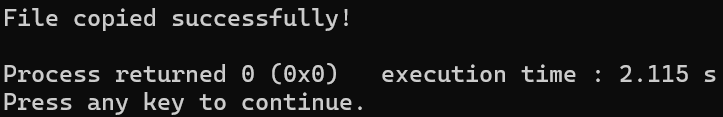 File copied successfully!
Process returned 0 (0x0)   execution time : 2.115 s
Press any key to continue.